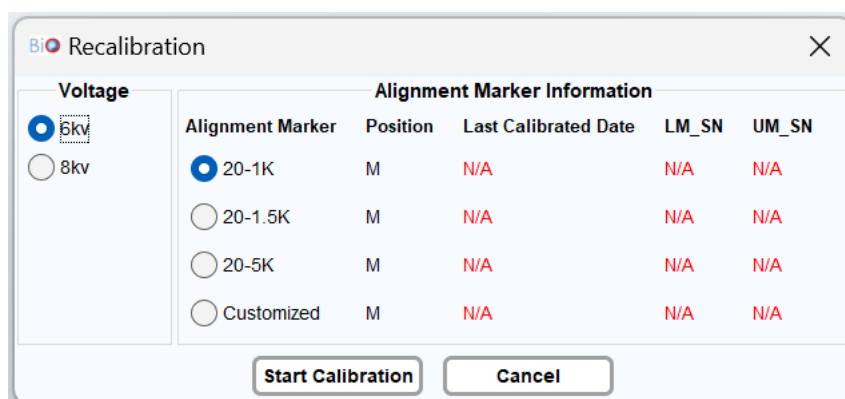 BiO Recalibration
Voltage
6kv
8kv
Alignment Marker Information
Alignment Marker Position Last Calibrated Date LM_SN UM_SN
20-1K M N/A N/A N/A
20-1.5K M N/A N/A N/A
20-5K M N/A N/A N/A
Customized M N/A N/A N/A
Start Calibration Cancel